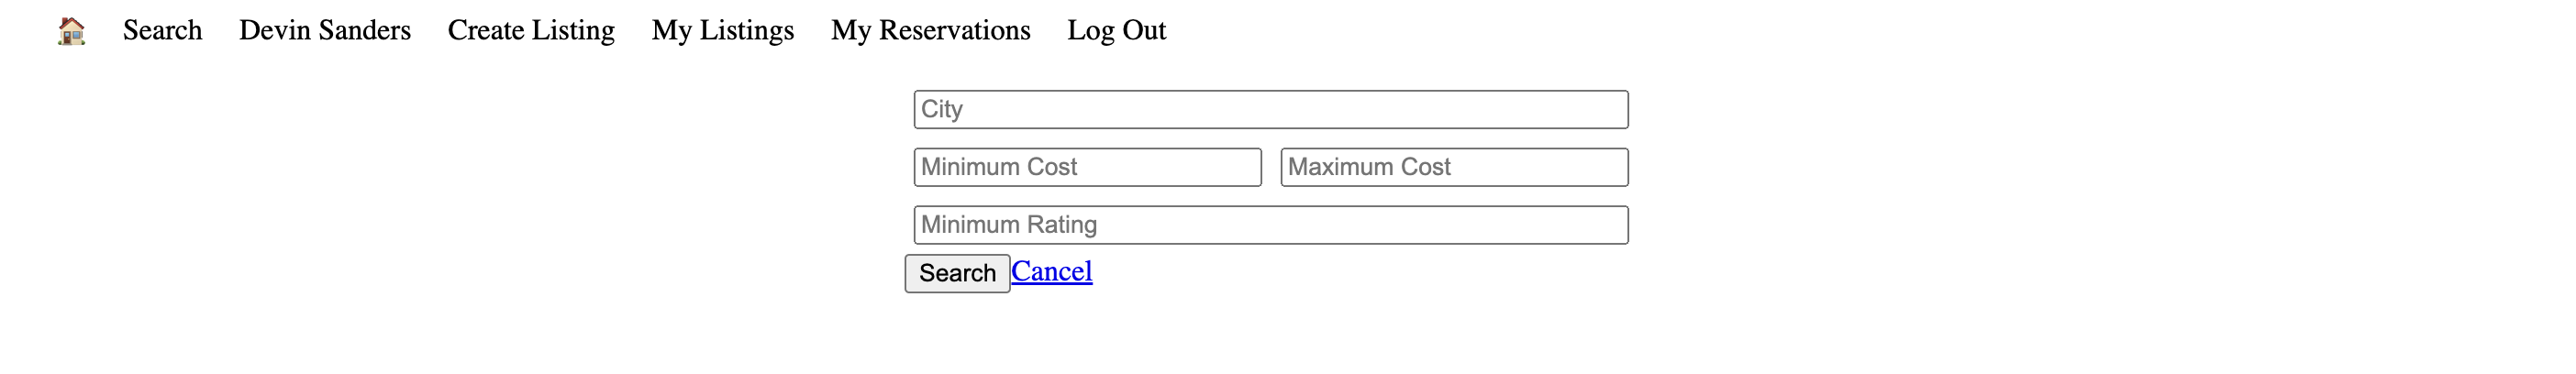 Search Devin Sanders Create Listing My Listings My Reservations Log Out
City
Minimum Cost Maximum Cost
Minimum Rating
Search Cancel